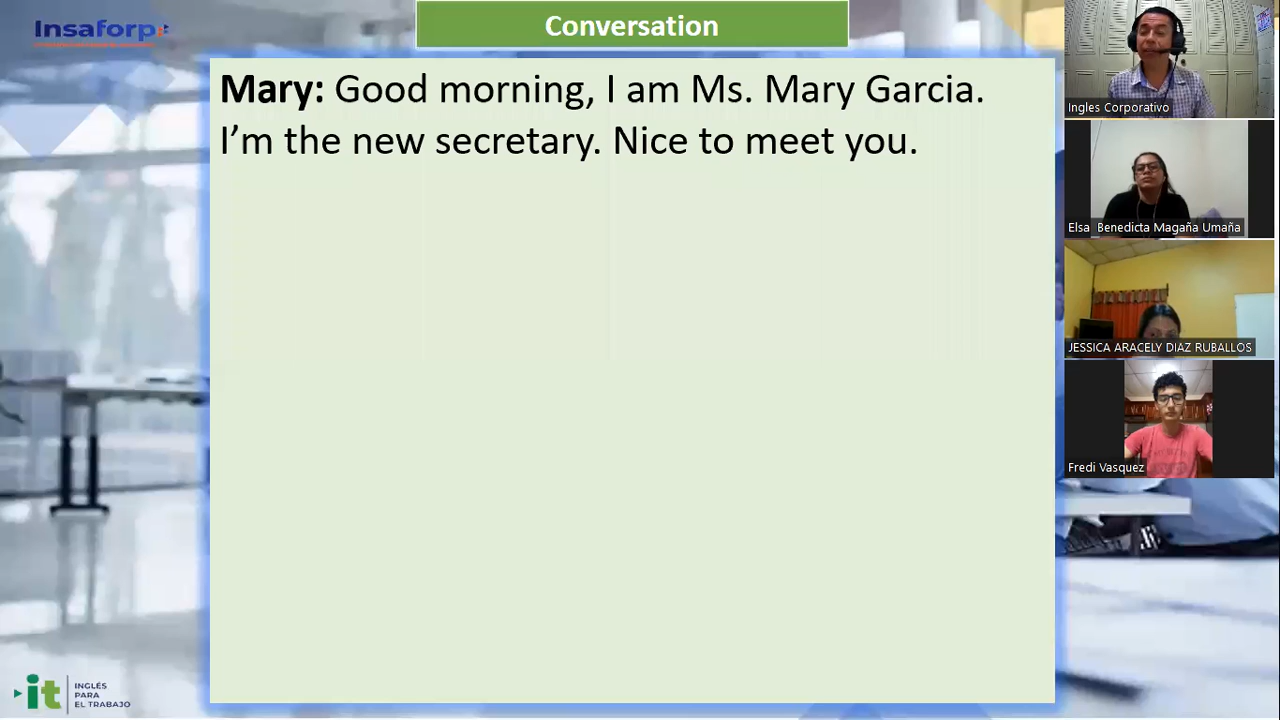 Insaforp
Conversation
Mary: Good morning, I am Ms. Mary Garcia.
I’m the new secretary. Nice to meet you.
Ingles Corporativo
Elsa Benedicta Magaña Umaña
JESSICA ARACELY DIAZ RUBALLOS
Fredi Vasquez
it
INGLÉS
PARA
EL TRABAJO